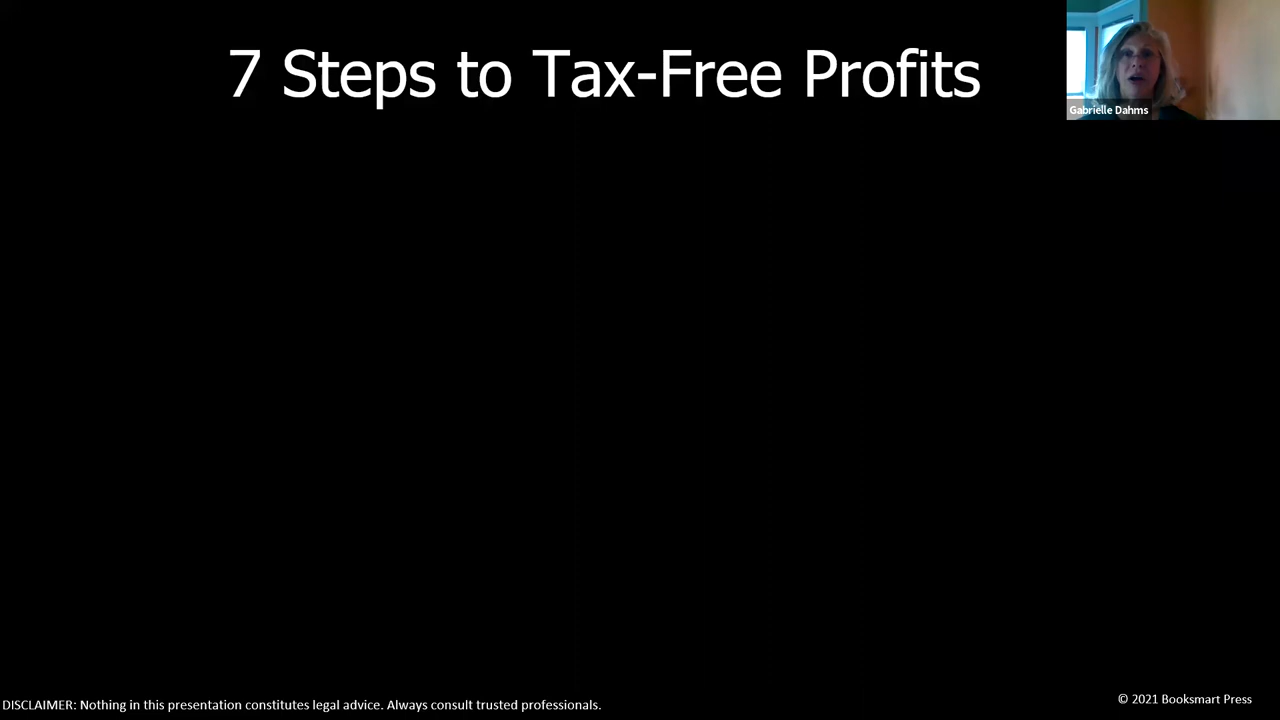 7 Steps to Tax-Free Profits
Gabrielle Dahms
DISCLAIMER: Nothing in this presentation constitutes legal advice. Always consult trusted professionals.
© 2021 Booksmart Press